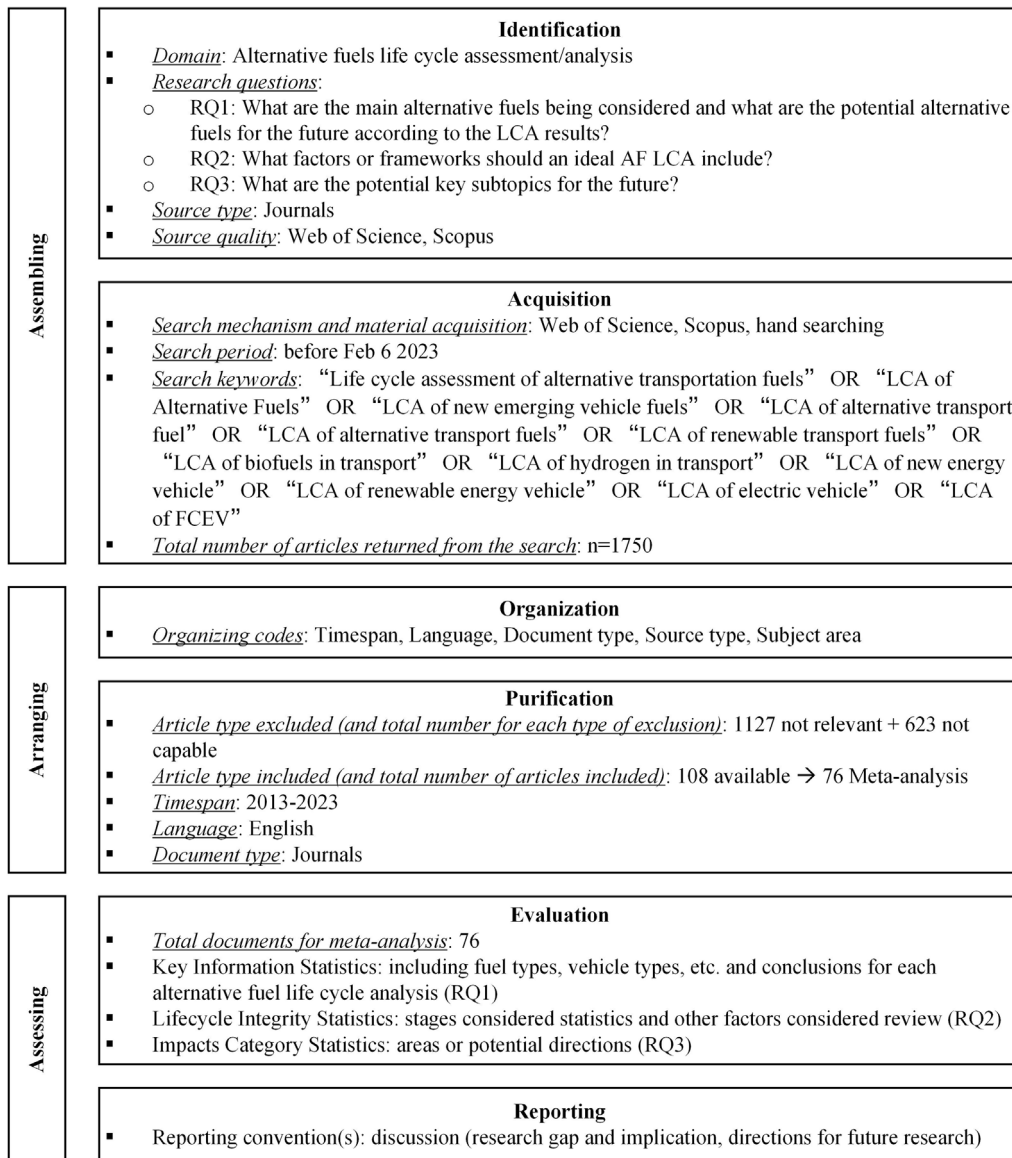 Assembling
Identification
▪ Domain: Alternative fuels life cycle assessment/analysis
▪ Research questions:
o RQ1: What are the main alternative fuels being considered and what are the potential alternative
fuels for the future according to the LCA results?
o RQ2: What factors or frameworks should an ideal AF LCA include?
o RQ3: What are the potential key subtopics for the future?
▪ Source type: Journals
▪ Source quality: Web of Science, Scopus
Acquisition
▪ Search mechanism and material acquisition: Web of Science, Scopus, hand searching
▪ Search period: before Feb 6 2023
▪ Search keywords: “Life cycle assessment of alternative transportation fuels” OR “LCA of
Alternative Fuels” OR “LCA of new emerging vehicle fuels” OR “LCA of alternative transport
fuel” OR “LCA of alternative transport fuels” OR “LCA of renewable transport fuels” OR
“LCA of biofuels in transport” OR “LCA of hydrogen in transport” OR “LCA of new energy
vehicle” OR “LCA of renewable energy vehicle” OR “LCA of electric vehicle” OR “LCA
of FCEV”
▪ Total number of articles returned from the search: n=1750
Arranging
Organization
▪ Organizing codes: Timespan, Language, Document type, Source type, Subject area
Purification
▪ Article type excluded (and total number for each type of exclusion): 1127 not relevant + 623 not
capable
▪ Article type included (and total number of articles included): 108 available → 76 Meta-analysis
▪ Timespan: 2013-2023
▪ Language: English
▪ Document type: Journals
Assessing
Evaluation
▪ Total documents for meta-analysis: 76
▪ Key Information Statistics: including fuel types, vehicle types, etc. and conclusions for each
alternative fuel life cycle analysis (RQ1)
▪ Lifecycle Integrity Statistics: stages considered statistics and other factors considered review (RQ2)
▪ Impacts Category Statistics: areas or potential directions (RQ3)
Reporting
▪ Reporting convention(s): discussion (research gap and implication, directions for future research)